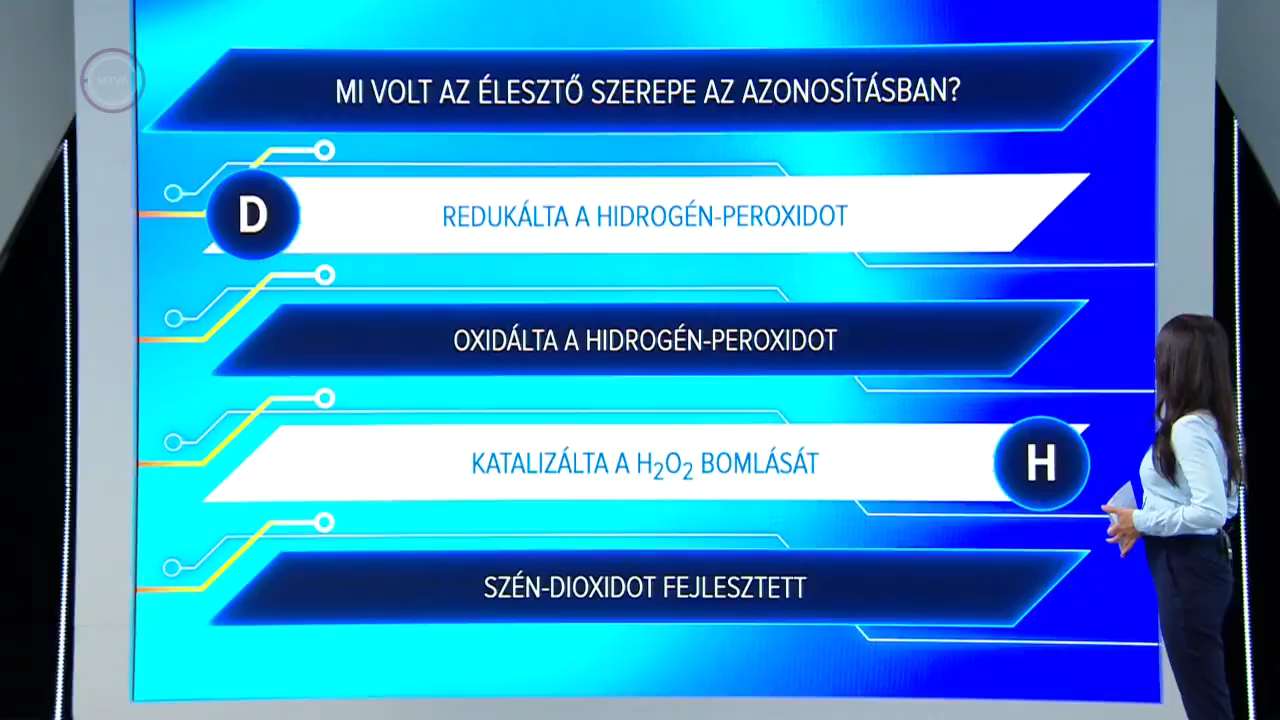 MTVA
MI VOLT AZ ÉLESZTŐ SZEREPE AZ AZONOSÍTÁSBAN?
D
REDUKÁLTA A HIDROGÉN-PEROXIDOT
OXIDÁLTA A HIDROGÉN-PEROXIDOT
KATALIZÁLTA A H₂O₂ BOMLÁSÁT
H
SZÉN-DIOXIDOT FEJLESZTETT